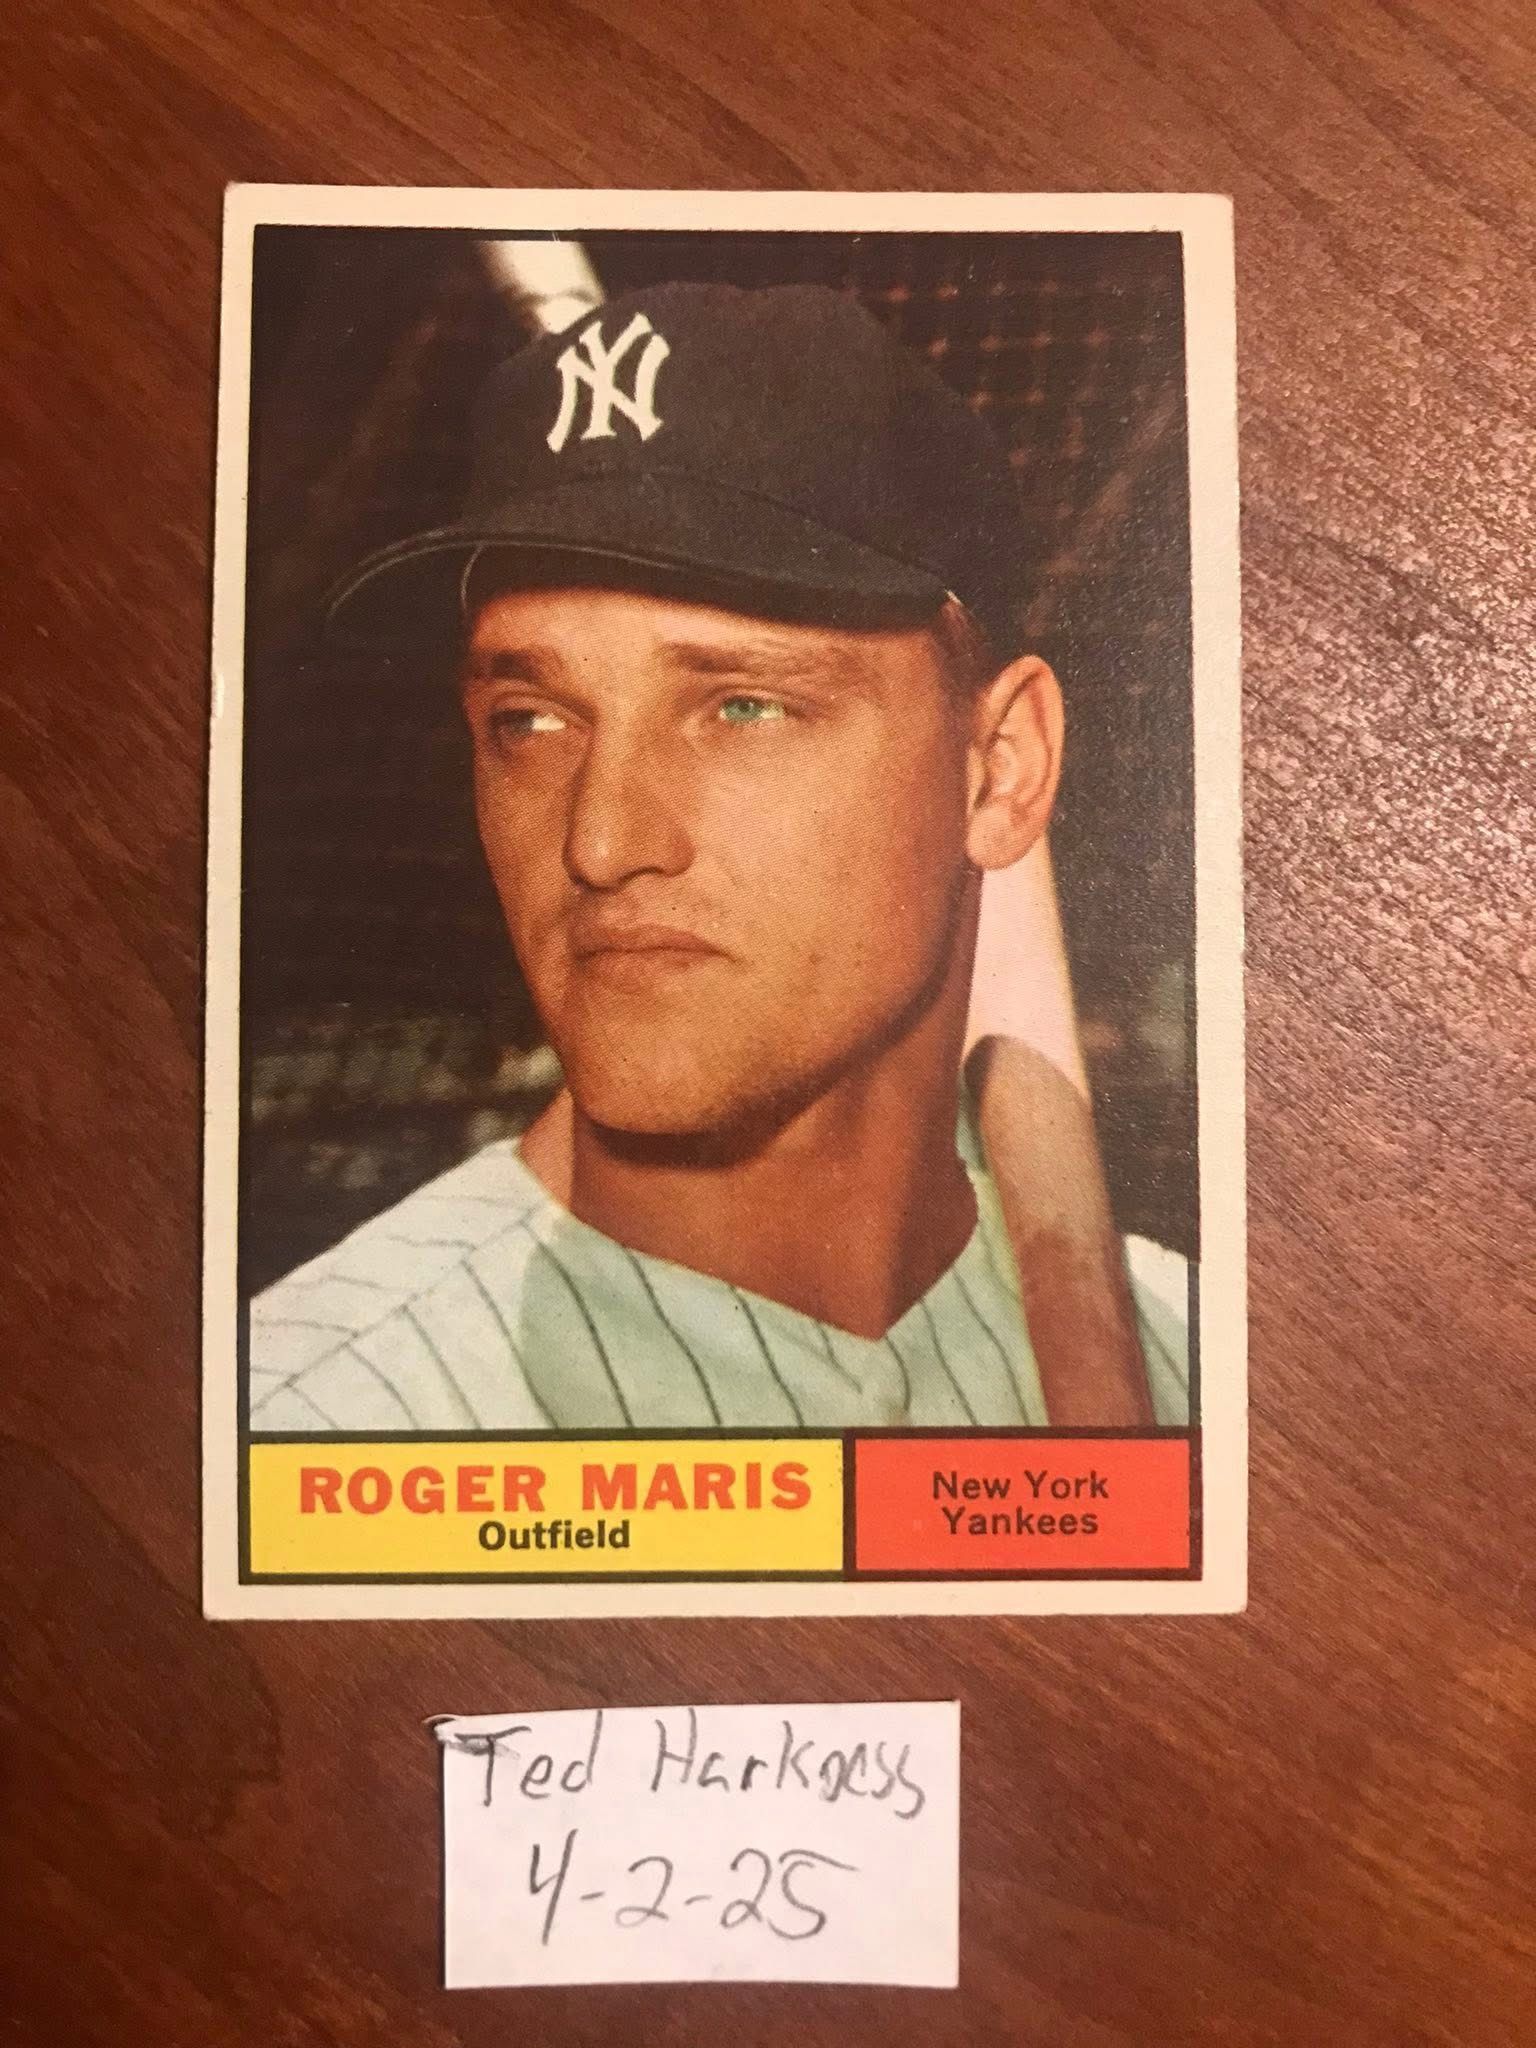 NY
ROGER MARIS
Outfield
New York
Yankees
Ted Harkness
4-2-25